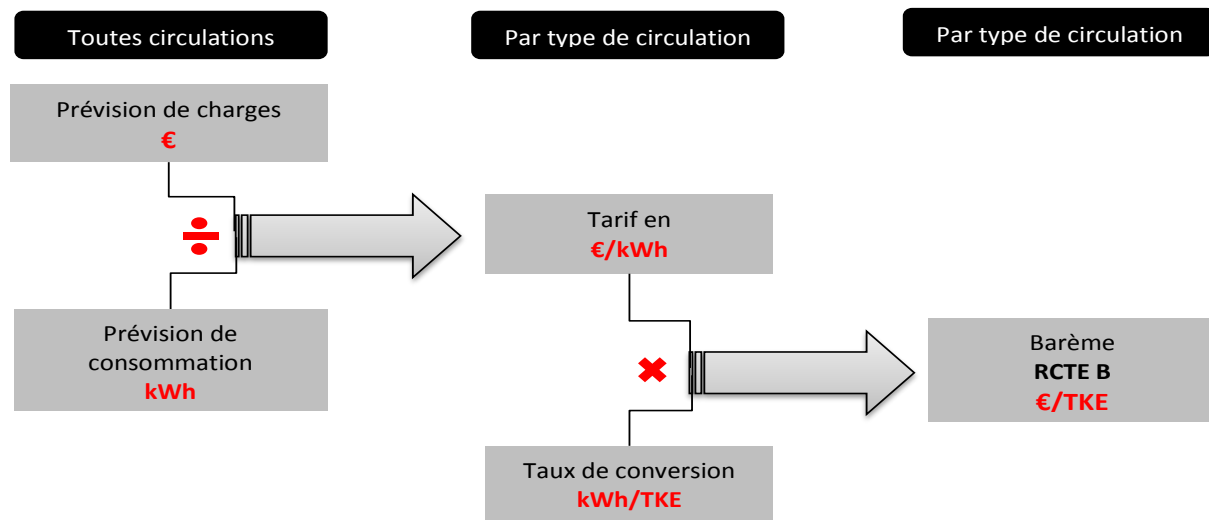 Toutes circulations
Par type de circulation
Par type de circulation
Prévision de charges
€
Tarif en
€/kWh
Prévision de
consommation
kWh
Barème
RCTE B
€/TKE
Taux de conversion
kWh/TKE